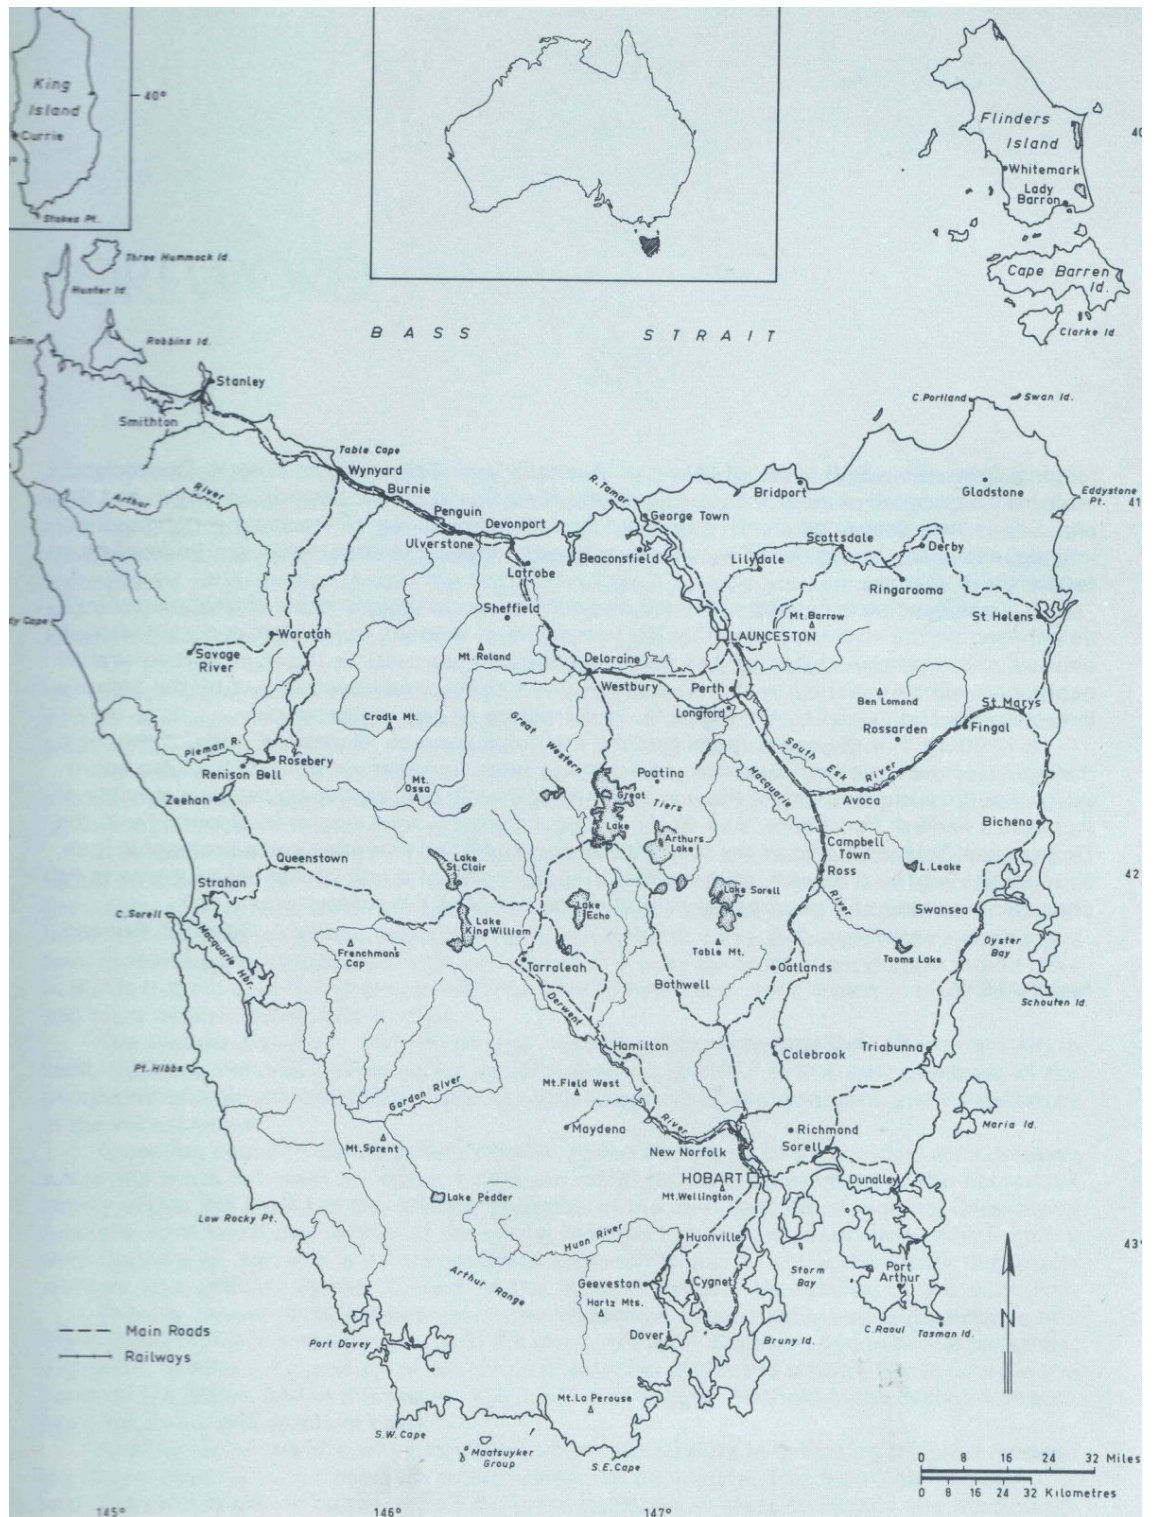 King
Island
Currie
Stokes Pt.
40°
Flinders
Island
Whitemark
Lady
Barron
Cape Barren
Id.
Clarke Id.
Three Hummock Id.
Hunter Id.
Robbins Id.
BASS STRAIT
Stanley
Smithton
Table Cape
Wynyard
Burnie
Penguin
Ulverstone
Devonport
Latrobe
Sheffield
Arthur River
C. Portland
Swan Id.
Bridport
Gladstone
Eddystone
Pt.
41
R. Tamar
George Town
Beaconsfield
Lilydale
Scottsdale
Derby
Ringarooma
St. Helens
Mt. Barrow
LAUNCESTON
Waratah
Savage
River
Mt. Roland
Deloraine
Westbury
Perth
Longford
Ben Lomond
Rossarden
St. Marys
Fingal
Cradle Mt.
Great Western Tiers
Pieman R.
Rosebery
Renison Bell
Zeehan
Mt.
Ossa
Poatina
Great
Lake
Arthurs
Lake
South Esk River
Macquarie River
Avoca
Bicheno
Campbell
Town
Ross
L. Leake
42
Queenstown
Strahan
C. Sorell
Macquarie Hbr.
Lake
St. Clair
Lake
King William
Lake
Echo
Lake Sorell
Table Mt.
Swansea
Oyster
Bay
Tooms Lake
Schouten Id.
Frenchmans
Cap
Tarraleah
Derwent River
Bothwell
Oatlands
Pt. Hibbs
Hamilton
Colebrook
Triabunna
Gordon River
Mt. Field West
Maydena
Mt. Sprent
New Norfolk
Richmond
Sorell
Maria Id.
HOBART
Mt. Wellington
Dunalley
Lake Pedder
Low Rocky Pt.
Huon River
Huonville
Arthur Range
Geeveston
Cygnet
Hartz Mts.
Storm
Bay
Port
Arthur
43°
N
Main Roads
Railways
Port Davey
Dover
Bruny Id.
C. Raoul
Tasman Id.
Mt. La Perouse
S.W. Cape
Maatsuyker
Group
S.E. Cape
0 8 16 24 32 Miles
0 8 16 24 32 Kilometres
145° 146° 147°